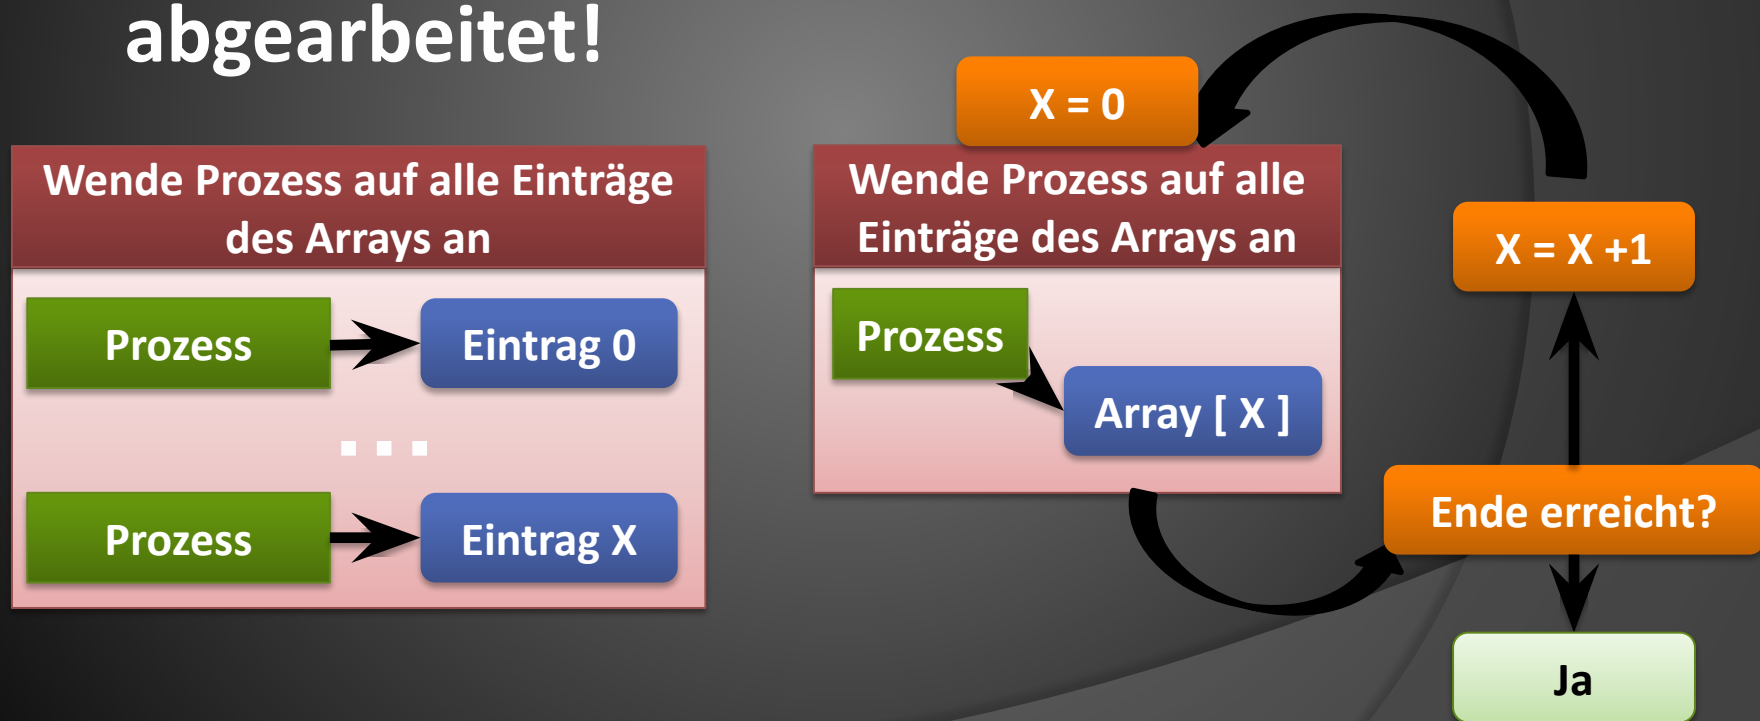 abgearbeitet!
Wende Prozess auf alle Einträge
des Arrays an
Prozess
Eintrag 0
...
Prozess
Eintrag X
X = 0
Wende Prozess auf alle
Einträge des Arrays an
Prozess
Array [ X ]
X = X +1
Ende erreicht?
Ja